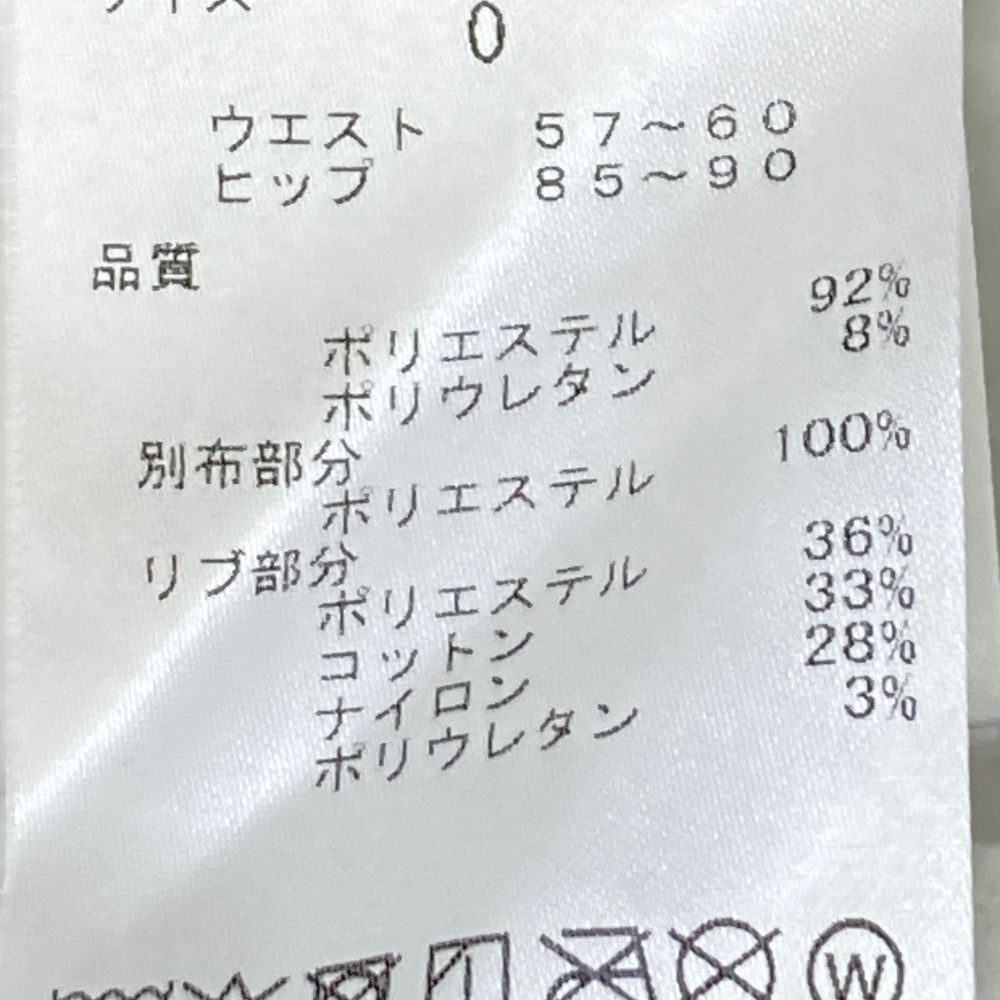 サイズ
0
ウエスト 57~60
ヒップ 85~90
品質
ポリエステル 92%
ポリウレタン 8%
別布部分
ポリエステル 100%
リブ部分
ポリエステル 36%
コットン 33%
ナイロン 28%
ポリウレタン 3%
W